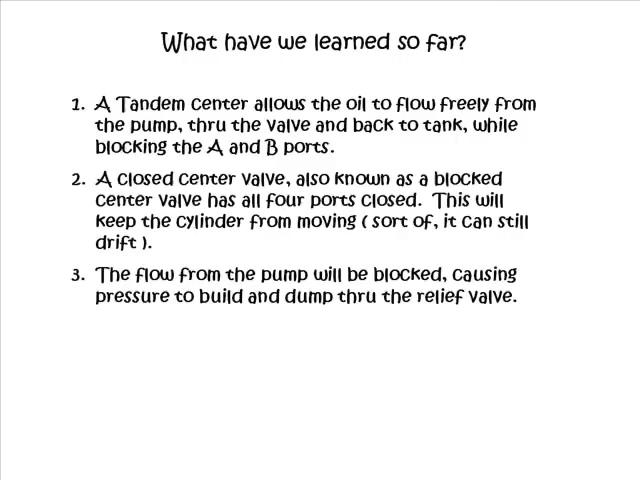 What have we learned so far?
1. A Tandem center allows the oil to flow freely from
the pump, thru the valve and back to tank, while
blocking the A and B ports.
2. A closed center valve, also known as a blocked
center valve has all four ports closed. This will
keep the cylinder from moving ( sort of, it can still
drift ).
3. The flow from the pump will be blocked, causing
pressure to build and dump thru the relief valve.